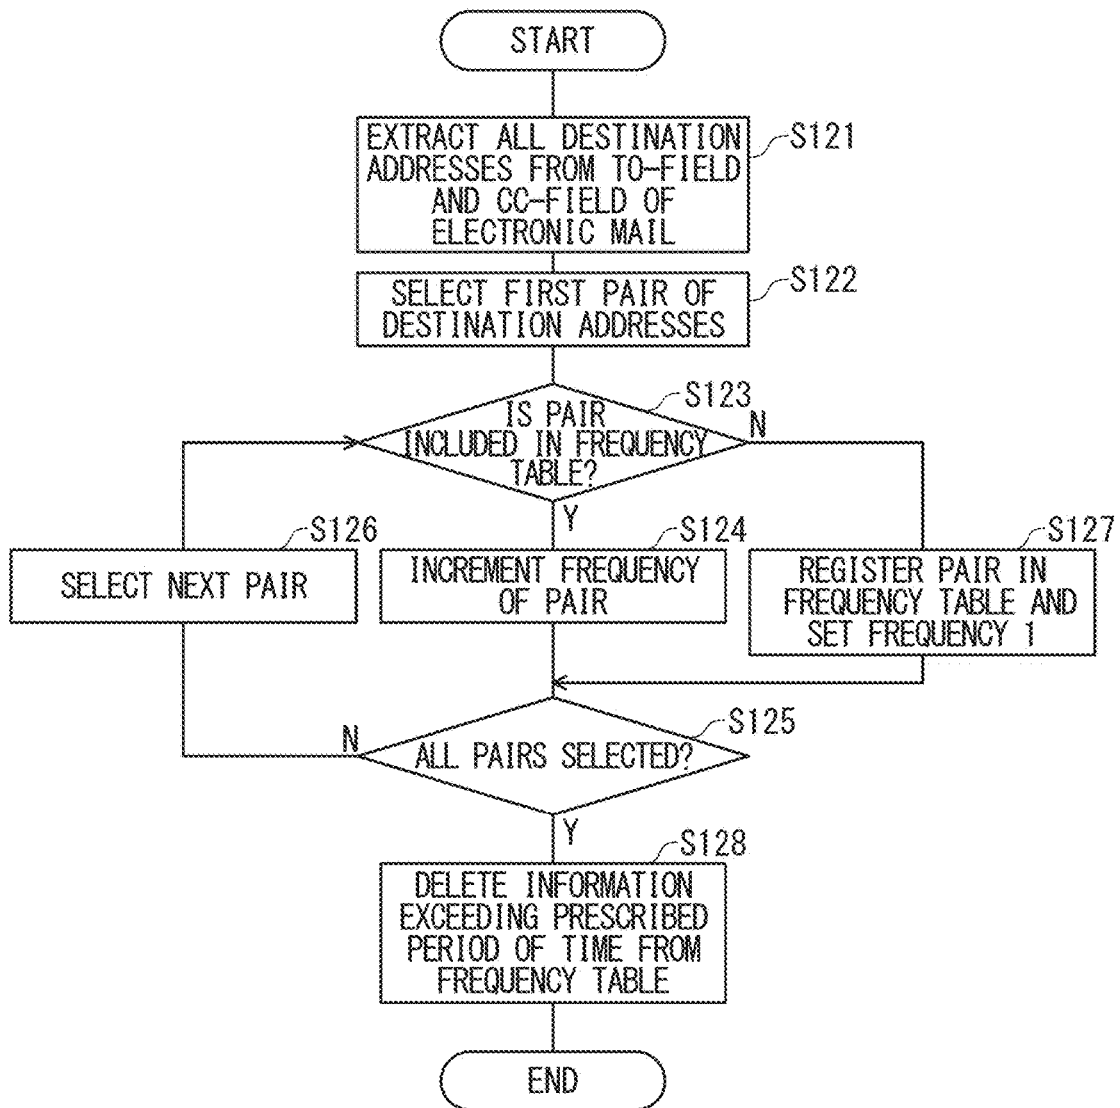 START
EXTRACT ALL DESTINATION
ADDRESSES FROM TO-FIELD
AND CC-FIELD OF
ELECTRONIC MAIL
S121
SELECT FIRST PAIR OF
DESTINATION ADDRESSES
S122
IS PAIR
INCLUDED IN FREQUENCY
TABLE?
S123
N
Y
S126
SELECT NEXT PAIR
S124
INCREMENT FREQUENCY
OF PAIR
S127
REGISTER PAIR IN
FREQUENCY TABLE AND
SET FREQUENCY 1
S125
ALL PAIRS SELECTED?
N
Y
S128
DELETE INFORMATION
EXCEEDING PRESCRIBED
PERIOD OF TIME FROM
FREQUENCY TABLE
END